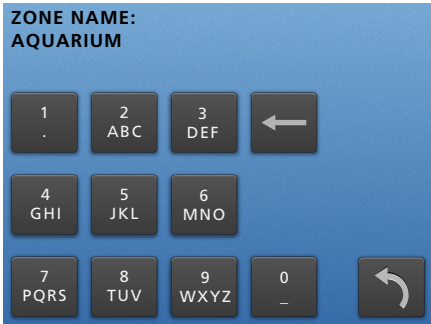 ZONE NAME:
AQUARIUM
1 2 3
. ABC DEF
4 5 6
GHI JKL MNO
7 8 9 0
PQRS TUV WXYZ _